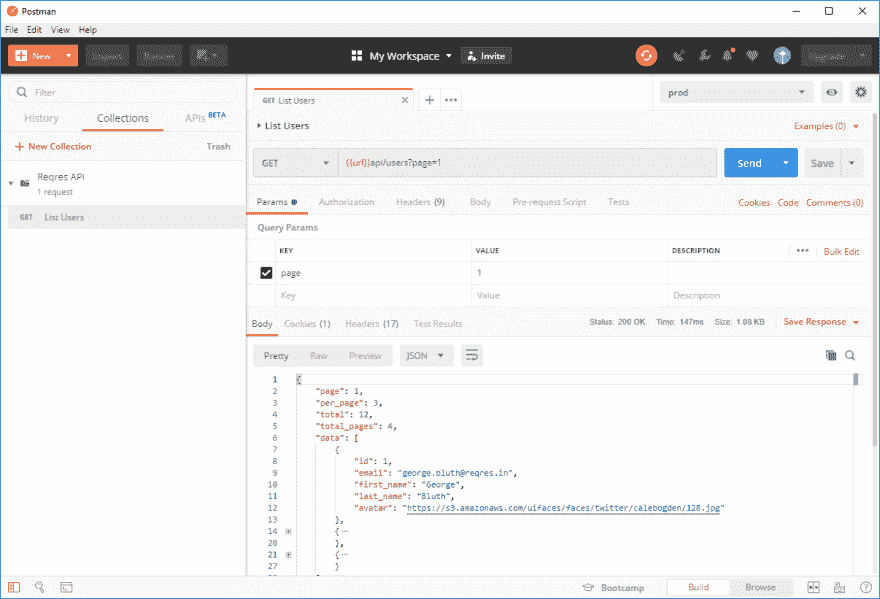 Postman
File Edit View Help
New
My Workspace
Invite
Filter
History Collections APIs BETA
New Collection Trash
Reqres API
1 request
GET List Users
GET List Users
prod
List Users
Examples (0)
GET {{url}}api/users?page=1
Send Save
Params Authorization Headers (9) Body Pre-request Script Tests
Cookies Code Comments (0)
Query Params
KEY VALUE DESCRIPTION Bulk Edit
page 1
Key Value Description
Body Cookies (1) Headers (17) Test Results
Status: 200 OK Time: 147ms Size: 1.08 KB Save Response
Pretty Raw Preview JSON
1 {
2 "page": 1,
3 "per_page": 3,
4 "total": 12,
5 "total_pages": 4,
6 "data": [
7 {
8 "id": 1,
9 "email": "george.bluth@reqres.in",
10 "first_name": "George",
11 "last_name": "Bluth",
12 "avatar": "https://s3.amazonaws.com/uifaces/faces/twitter/calebogden/128.jpg"
13 },
14 {
20 },
21 {
27 }
Bootcamp Build Browse